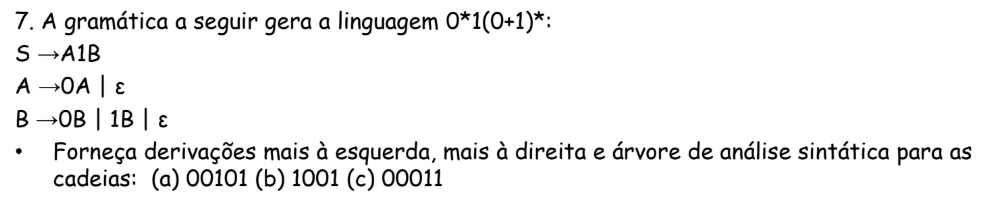 7. A gramática a seguir gera a linguagem 0*1(0+1)*:
S →A1B
A →0A | ε
B →0B | 1B | ε
• Forneça derivações mais à esquerda, mais à direita e árvore de análise sintática para as
cadeias: (a) 00101 (b) 1001 (c) 00011